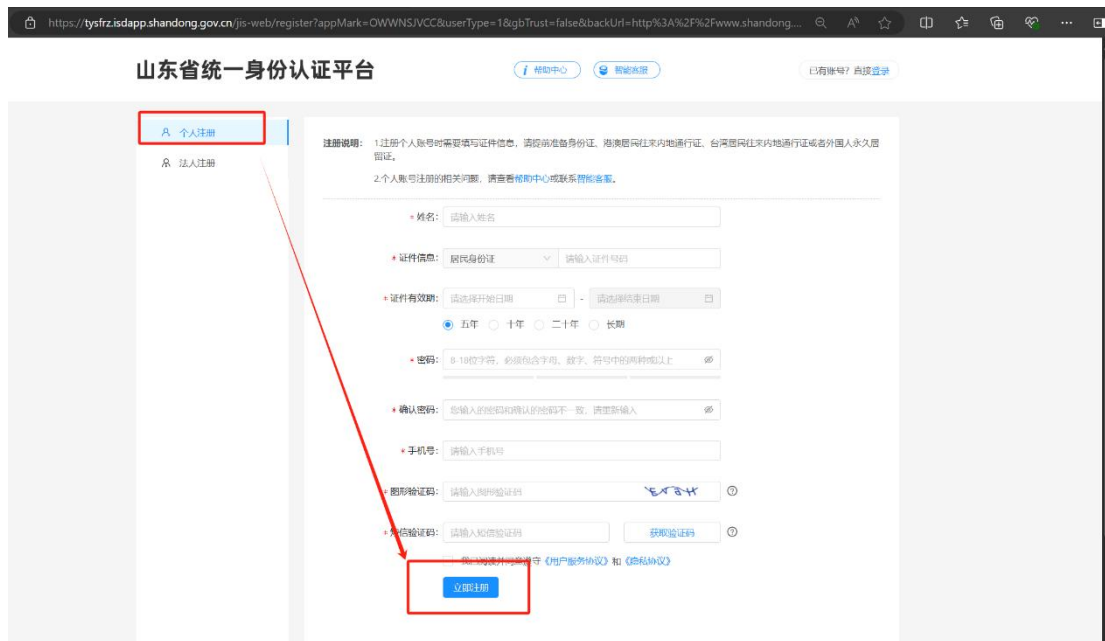 https://tysfrz.isdapp.shandong.gov.cn/jis-web/register?appMark=OWWNSJVCC&userType=1&gbTrust=false&backUrl=http%3A%2F%2Fwww.shandong....
山东省统一身份认证平台
帮助中心
智能客服
已有账号? 直接登录
个人注册
法人注册
注册说明: 1.注册个人账号时需要填写证件信息, 请提前准备身份证、港澳居民往来内地通行证、台湾居民往来内地通行证或者外国人永久居
留证。
2.个人账号注册的相关问题, 请查看帮助中心或联系智能客服。
* 姓名: 请输入姓名
* 证件信息: 居民身份证 请输入证件号码
* 证件有效期: 请选择开始日期 - 请选择结束日期
五年 十年 二十年 长期
* 密码: 8-18位字符, 必须包含字母、数字、符号中的两种或以上
* 确认密码: 您输入的密码和确认的密码不一致, 请重新输入
* 手机号: 请输入手机号
* 图形验证码: 请输入图形验证码
* 短信验证码: 请输入短信验证码 获取验证码
我已阅读并同意遵守《用户服务协议》和《隐私协议》
立即注册